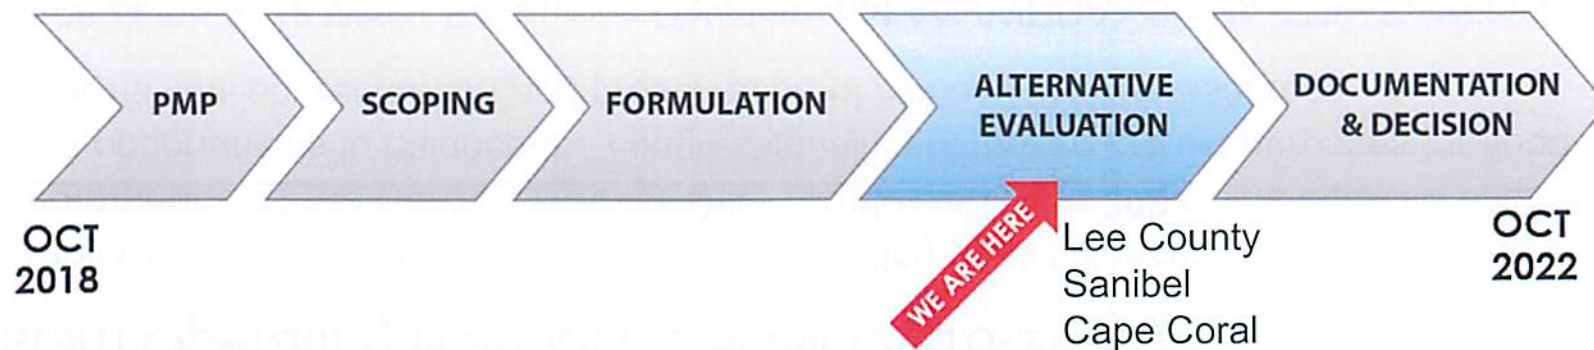 PMP
SCOPING
FORMULATION
ALTERNATIVE
EVALUATION
DOCUMENTATION
& DECISION
OCT
2018
WE ARE HERE
Lee County
Sanibel
Cape Coral
OCT
2022